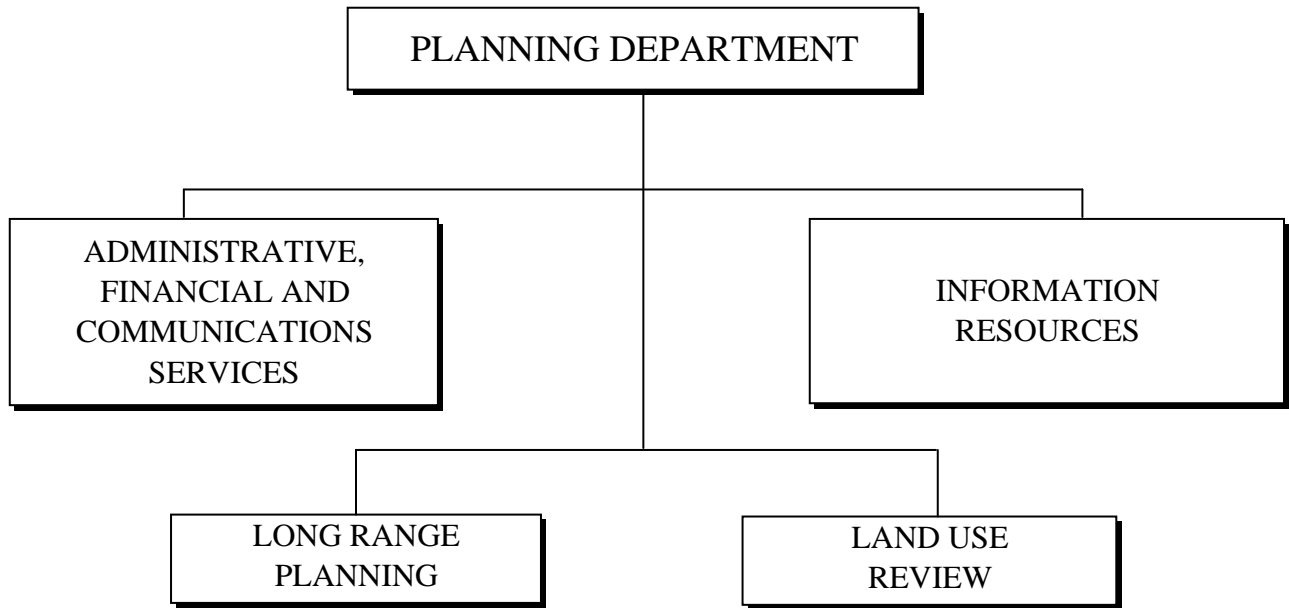 PLANNING DEPARTMENT
ADMINISTRATIVE,
FINANCIAL AND
COMMUNICATIONS
SERVICES
INFORMATION
RESOURCES
LONG RANGE
PLANNING
LAND USE
REVIEW